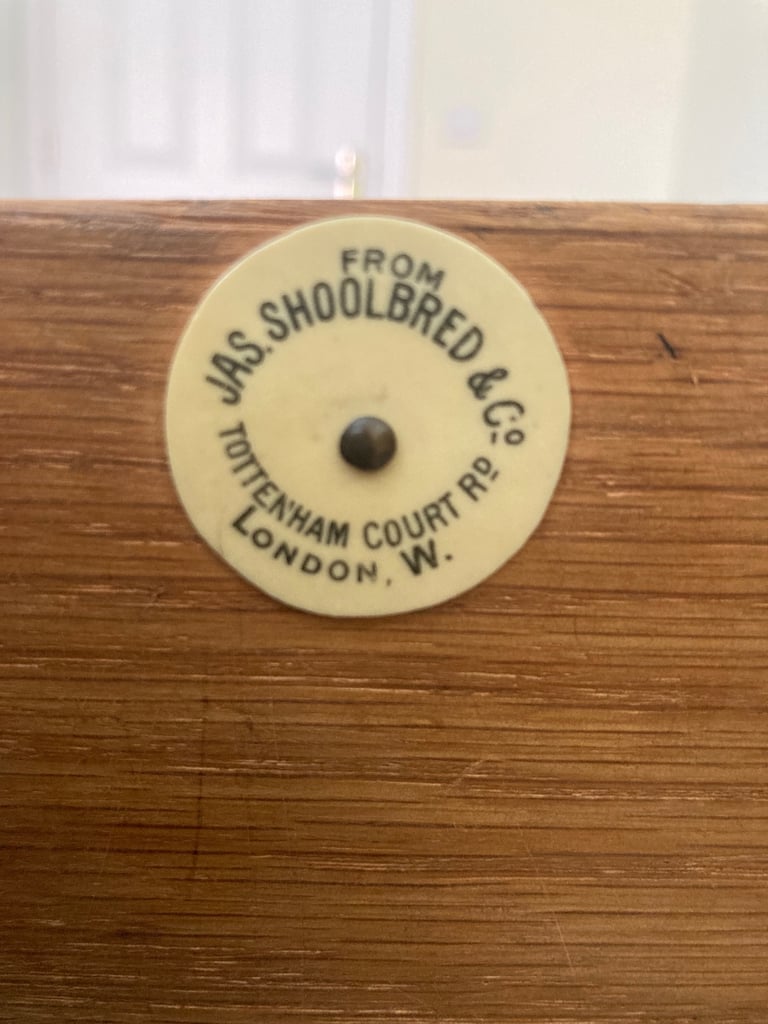 FROM
JAS. SHOOLBRED & Cº
TOTTENHAM COURT RD
LONDON, W.